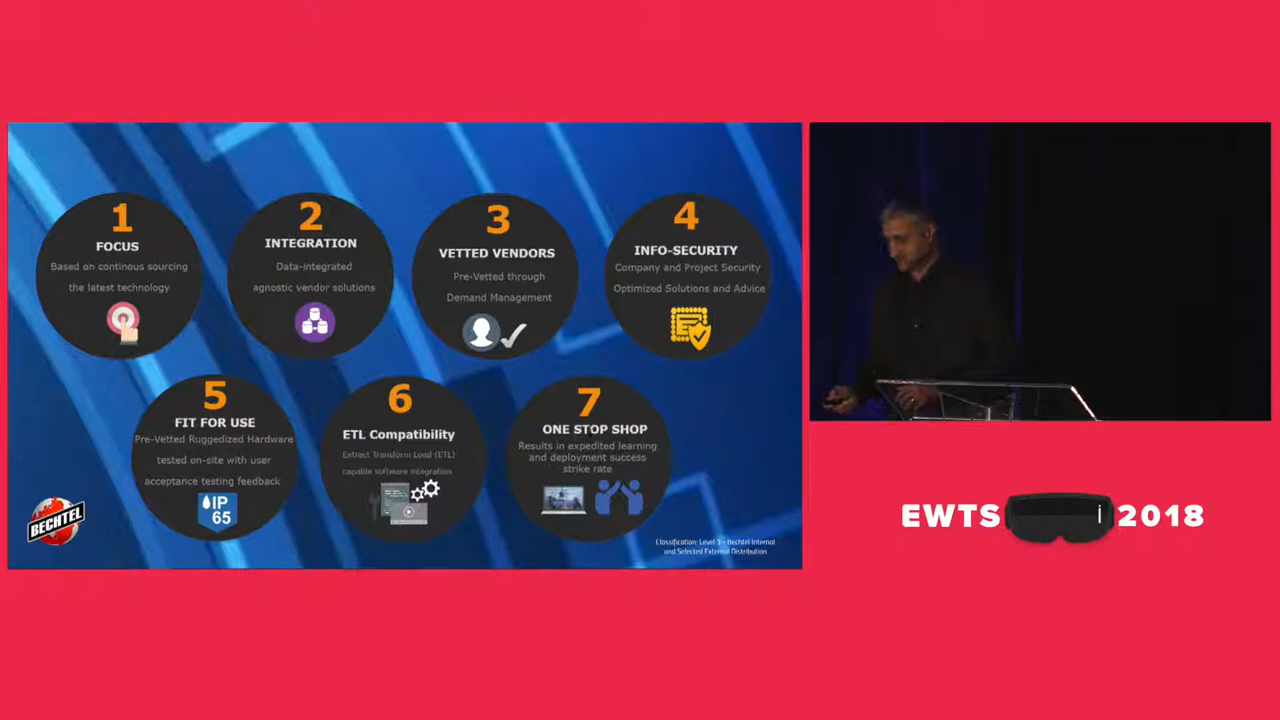 1
FOCUS
Based on continous sourcing
the latest technology
2
INTEGRATION
Data-integrated
agnostic vendor solutions
3
VETTED VENDORS
Pre-Vetted through
Demand Management
4
INFO-SECURITY
Company and Project Security
Optimized Solutions and Advice
5
FIT FOR USE
Pre-Vetted Ruggedized Hardware
tested on-site with user
acceptance testing feedback
IP
65
6
ETL Compatibility
Extract Transform Load (ETL)
capable software integration
7
ONE STOP SHOP
Results in expedited learning
and deployment success
strike rate
BECHTEL
Classification: Level 3 - Bechtel Internal
and Selected External Distribution
EWTS 2018